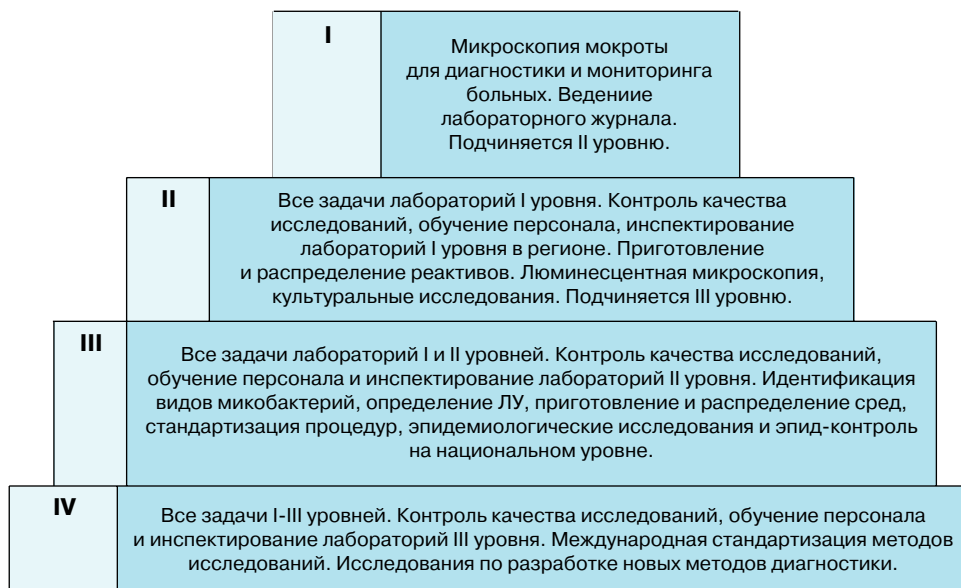 I
Микроскопия мокроты
для диагностики и мониторинга
больных. Ведениие
лабораторного журнала.
Подчиняется II уровню.
II
Все задачи лабораторий I уровня. Контроль качества
исследований, обучение персонала, инспектирование
лабораторий I уровня в регионе. Приготовление
и распределение реактивов. Люминесцентная микроскопия,
культуральные исследования. Подчиняется III уровню.
III
Все задачи лабораторий I и II уровней. Контроль качества исследований,
обучение персонала и инспектирование лабораторий II уровня. Идентификация
видов микобактерий, определение ЛУ, приготовление и распределение сред,
стандартизация процедур, эпидемиологические исследования и эпид-контроль
на национальном уровне.
IV
Все задачи I-III уровней. Контроль качества исследований, обучение персонала
и инспектирование лабораторий III уровня. Международная стандартизация методов
исследований. Исследования по разработке новых методов диагностики.